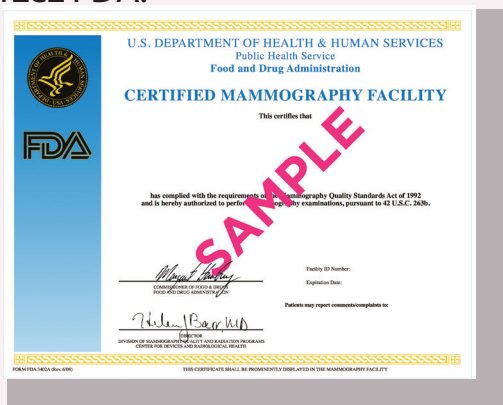 U.S. DEPARTMENT OF HEALTH & HUMAN SERVICES
Public Health Service
Food and Drug Administration
CERTIFIED MAMMOGRAPHY FACILITY
This certifies that
has complied with the requirements of the Mammography Quality Standards Act of 1992
and is hereby authorized to perform mammography examinations, pursuant to 42 U.S.C. 263b.
SAMPLE
FDA
COMMISSIONER OF FOOD & DRUGS
FOOD AND DRUG ADMINISTRATION
Facility ID Number:
Expiration Date:
Patients may report comments/complaints to:
DIRECTOR
DIVISION OF MAMMOGRAPHY QUALITY AND RADIATION PROGRAMS
CENTER FOR DEVICES AND RADIOLOGICAL HEALTH
THIS CERTIFICATE SHALL BE PROMINENTLY DISPLAYED IN THE MAMMOGRAPHY FACILITY